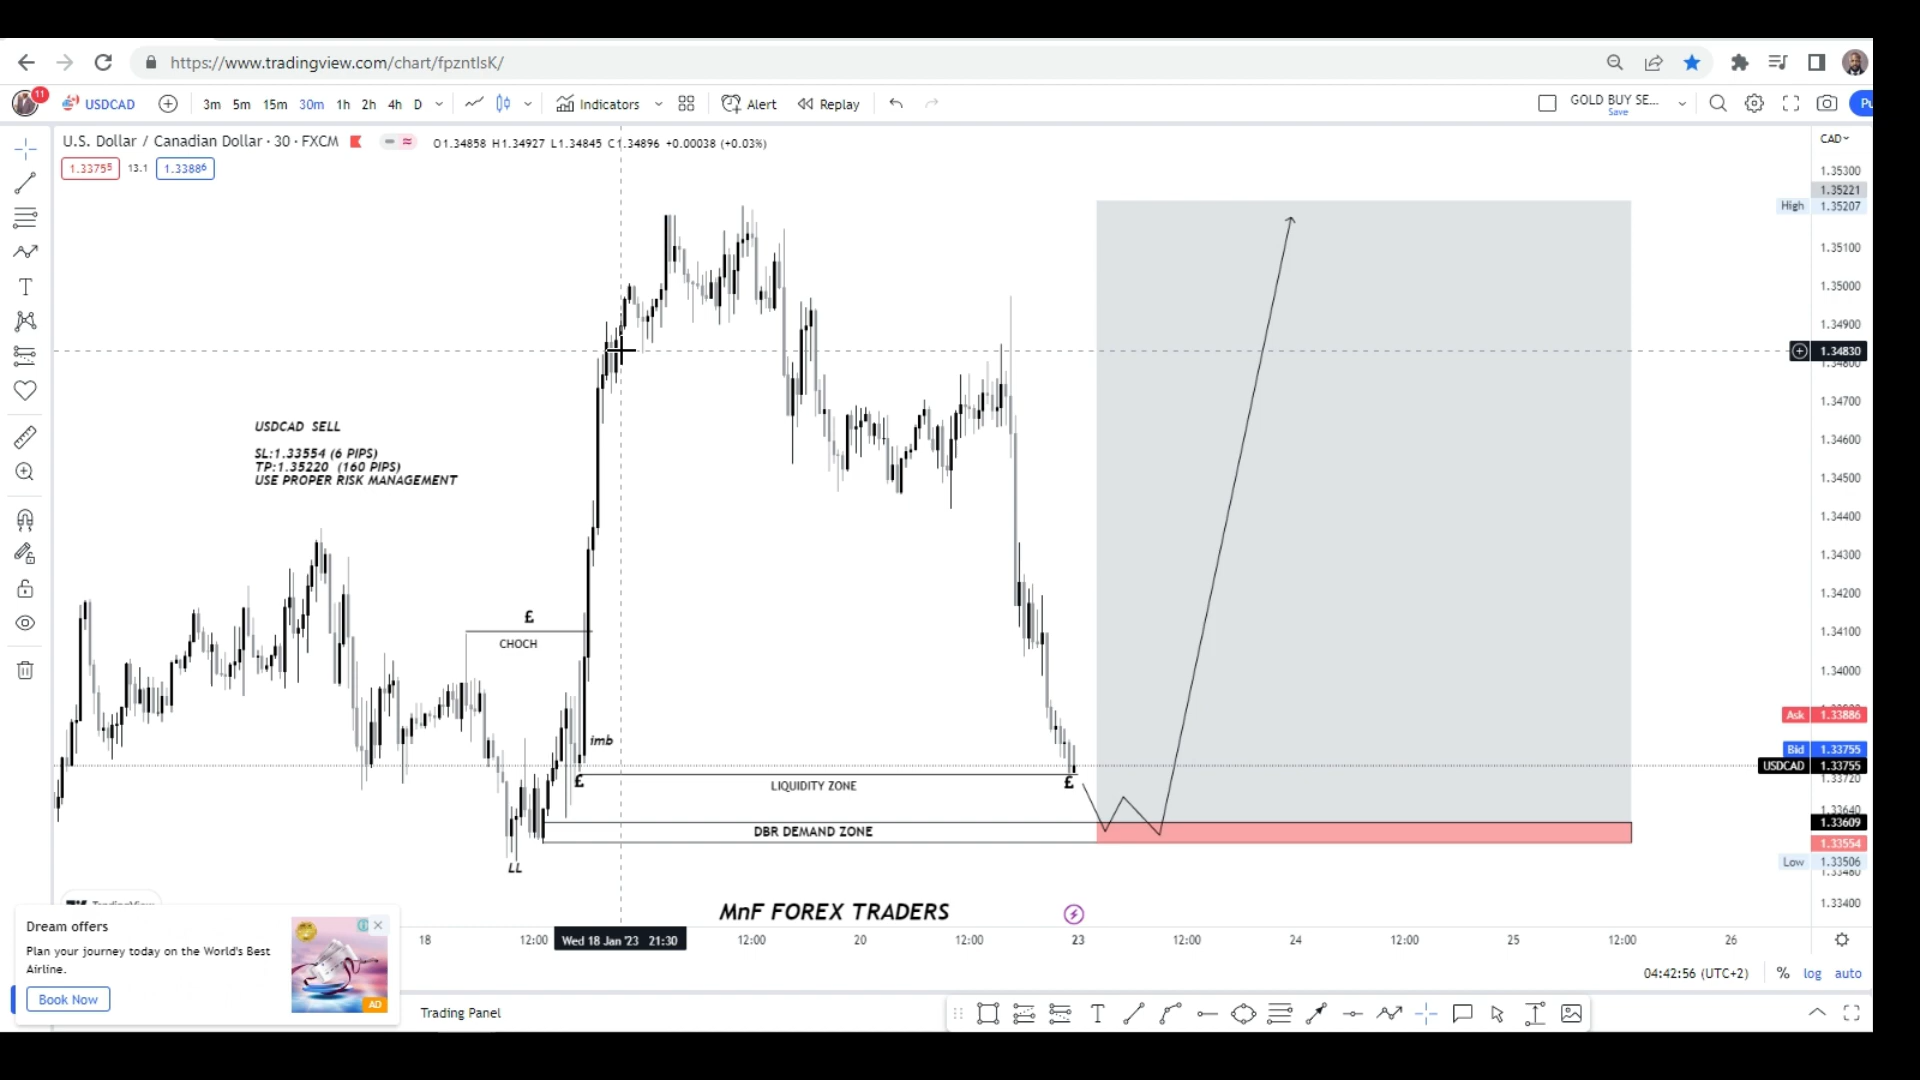 https://www.tradingview.com/chart/fpzntlsK/
11
USDCAD
3m 5m 15m 30m 1h 2h 4h D
Indicators
Alert
Replay
GOLD BUY SE...
Save
U.S. Dollar / Canadian Dollar · 30 · FXCM
O1.34858 H1.34927 L1.34845 C1.34896 +0.00038 (+0.03%)
CAD
1.33755
13.1
1.33886
1.35300
1.35221
High 1.35207
1.35100
1.35000
1.34900
1.34830
1.34700
1.34600
1.34500
1.34400
1.34300
1.34200
1.34100
1.34000
Ask 1.33886
Bid 1.33755
USDCAD 1.33755
1.33720
1.33640
1.33609
1.33554
Low 1.33506
1.33480
1.33400
USDCAD SELL
SL:1.33554 (6 PIPS)
TP:1.35220 (160 PIPS)
USE PROPER RISK MANAGEMENT
£
CHOCH
imb
£
£
LIQUIDITY ZONE
DBR DEMAND ZONE
LL
MnF FOREX TRADERS
18
12:00
Wed 18 Jan '23 21:30
12:00
20
12:00
23
12:00
24
12:00
25
12:00
26
04:42:56 (UTC+2)
%
log
auto
Dream offers
Plan your journey today on the World's Best
Airline.
Book Now
AD
Trading Panel